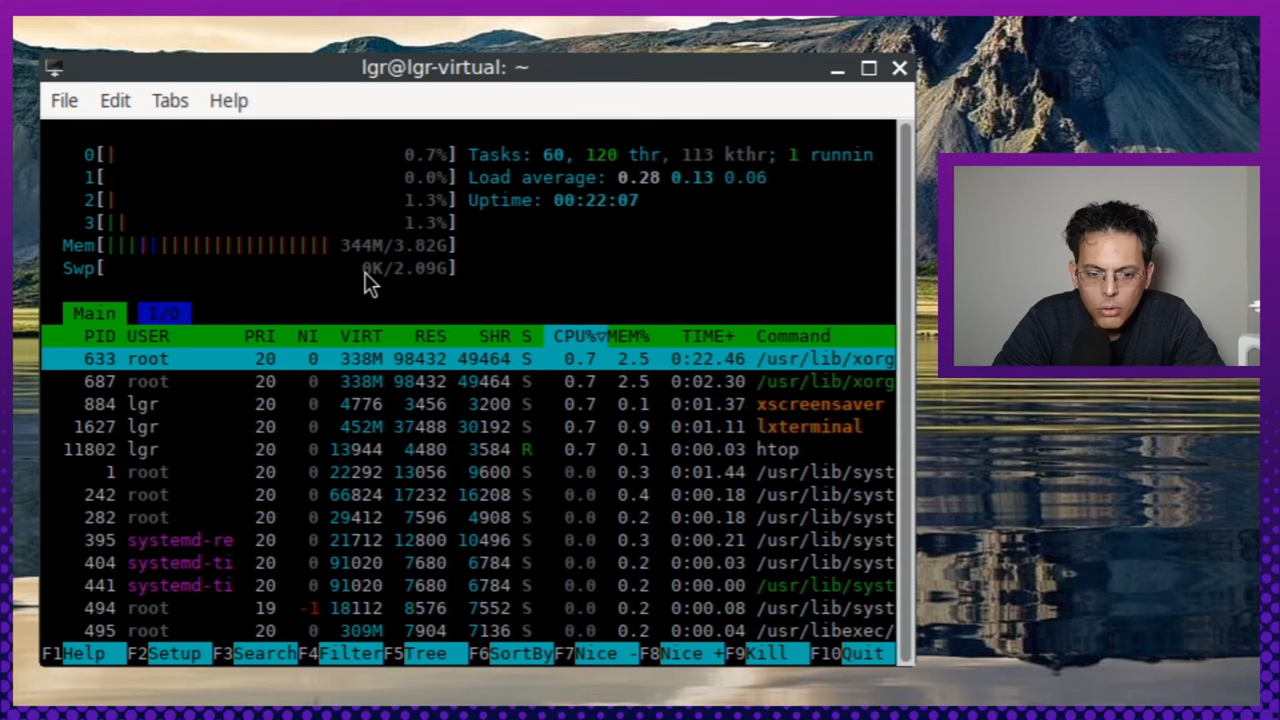 lgr@lgr-virtual: ~
File Edit Tabs Help
0[| 0.7%] Tasks: 60, 120 thr, 113 kthr; 1 runnin
1[ 0.0%] Load average: 0.28 0.13 0.06
2[| 1.3%] Uptime: 00:22:07
3[|| 1.3%]
Mem[|||||||||||||||||||||| 344M/3.82G]
Swp[ 0K/2.09G]
Main I/O
PID USER PRI NI VIRT RES SHR S CPU%▽MEM% TIME+ Command
633 root 20 0 338M 98432 49464 S 0.7 2.5 0:22.46 /usr/lib/xorg
687 root 20 0 338M 98432 49464 S 0.7 2.5 0:02.30 /usr/lib/xorg
884 lgr 20 0 4776 3456 3200 S 0.7 0.1 0:01.37 xscreensaver
1627 lgr 20 0 452M 37488 30192 S 0.7 0.9 0:01.11 lxterminal
11802 lgr 20 0 13944 4480 3584 R 0.7 0.1 0:00.03 htop
1 root 20 0 22292 13056 9600 S 0.0 0.3 0:01.44 /usr/lib/syst
242 root 20 0 66824 17232 16208 S 0.0 0.4 0:00.18 /usr/lib/syst
282 root 20 0 29412 7596 4908 S 0.0 0.2 0:00.18 /usr/lib/syst
395 systemd-re 20 0 21712 12800 10496 S 0.0 0.3 0:00.21 /usr/lib/syst
404 systemd-ti 20 0 91020 7680 6784 S 0.0 0.2 0:00.03 /usr/lib/syst
441 systemd-ti 20 0 91020 7680 6784 S 0.0 0.2 0:00.00 /usr/lib/syst
494 root 19 -1 18112 8576 7552 S 0.0 0.2 0:00.08 /usr/lib/syst
495 root 20 0 309M 7904 7136 S 0.0 0.2 0:00.04 /usr/libexec/
F1Help F2Setup F3SearchF4FilterF5Tree F6SortByF7Nice -F8Nice +F9Kill F10Quit